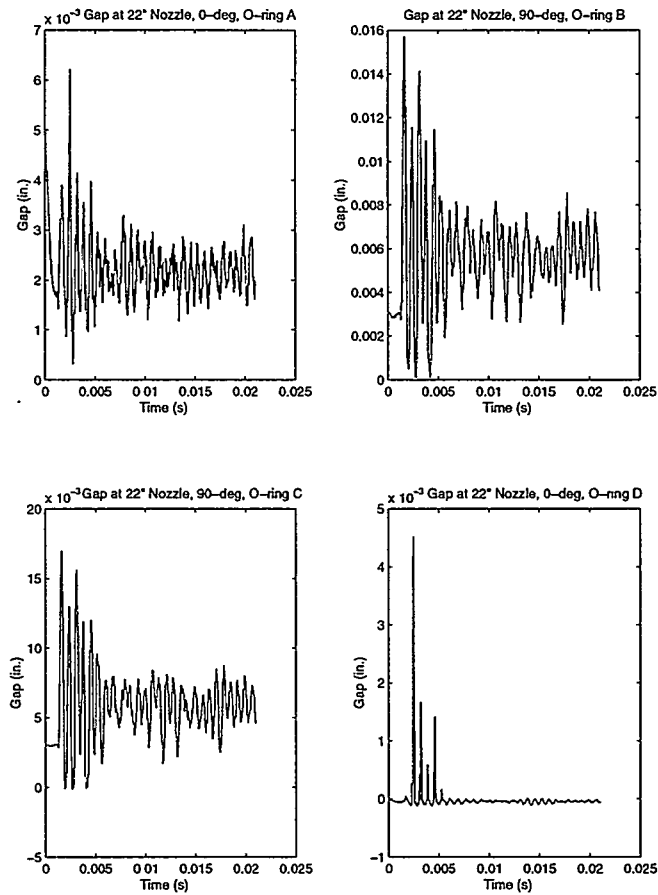 x 10⁻³ Gap at 22" Nozzle, 0-deg, O-ring A
7
6
5
4
3
2
1
0
Gap (in.)
0 0.005 0.01 0.015 0.02 0.025
Time (s)
Gap at 22" Nozzle, 90-deg, O-ring B
0.016
0.014
0.012
0.01
0.008
0.006
0.004
0.002
0
Gap (in.)
0 0.005 0.01 0.015 0.02 0.025
Time (s)
x 10⁻³ Gap at 22" Nozzle, 90-deg, O-ring C
20
15
10
5
0
-5
Gap (in.)
0 0.005 0.01 0.015 0.02 0.025
Time (s)
x 10⁻³ Gap at 22" Nozzle, 0-deg, O-ring D
5
4
3
2
1
0
-1
Gap (in.)
0 0.005 0.01 0.015 0.02 0.025
Time (s)